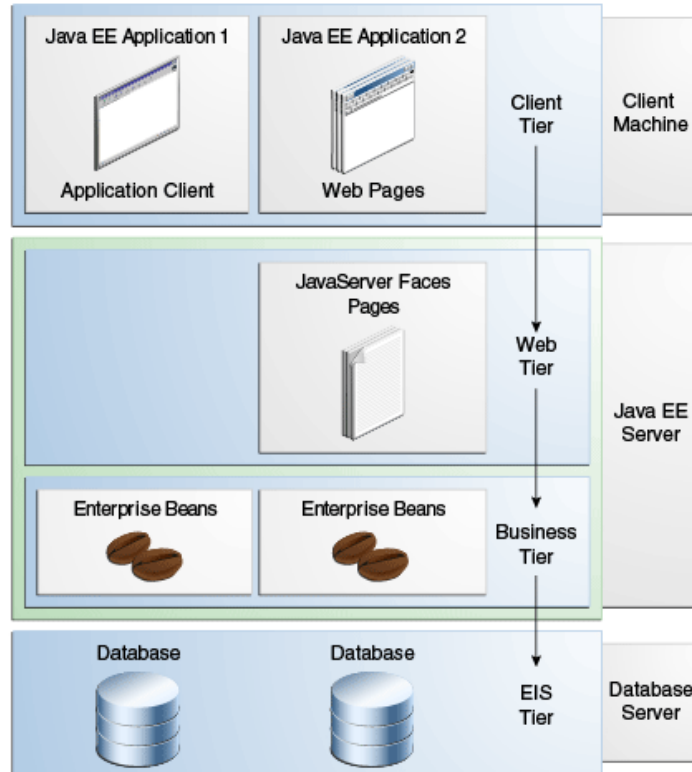 Java EE Application 1
Java EE Application 2
Application Client
Web Pages
Client
Tier
Client
Machine
JavaServer Faces
Pages
Web
Tier
Java EE
Server
Enterprise Beans
Enterprise Beans
Business
Tier
Database
Database
EIS
Tier
Database
Server